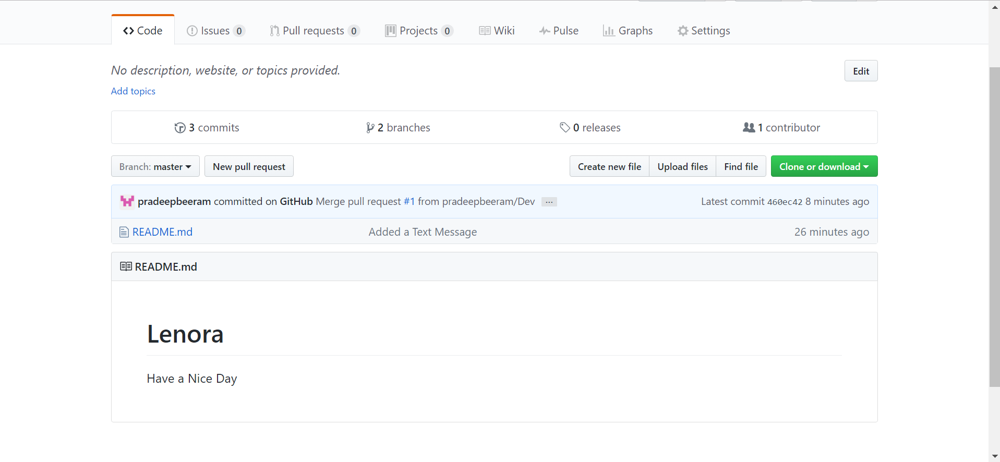 Code Issues 0 Pull requests 0 Projects 0 Wiki Pulse Graphs Settings
No description, website, or topics provided. Edit
Add topics
3 commits 2 branches 0 releases 1 contributor
Branch: master New pull request Create new file Upload files Find file Clone or download
pradeepbeeram committed on GitHub Merge pull request #1 from pradeepbeeram/Dev ... Latest commit 460ec42 8 minutes ago
README.md Added a Text Message 26 minutes ago
README.md
Lenora
Have a Nice Day